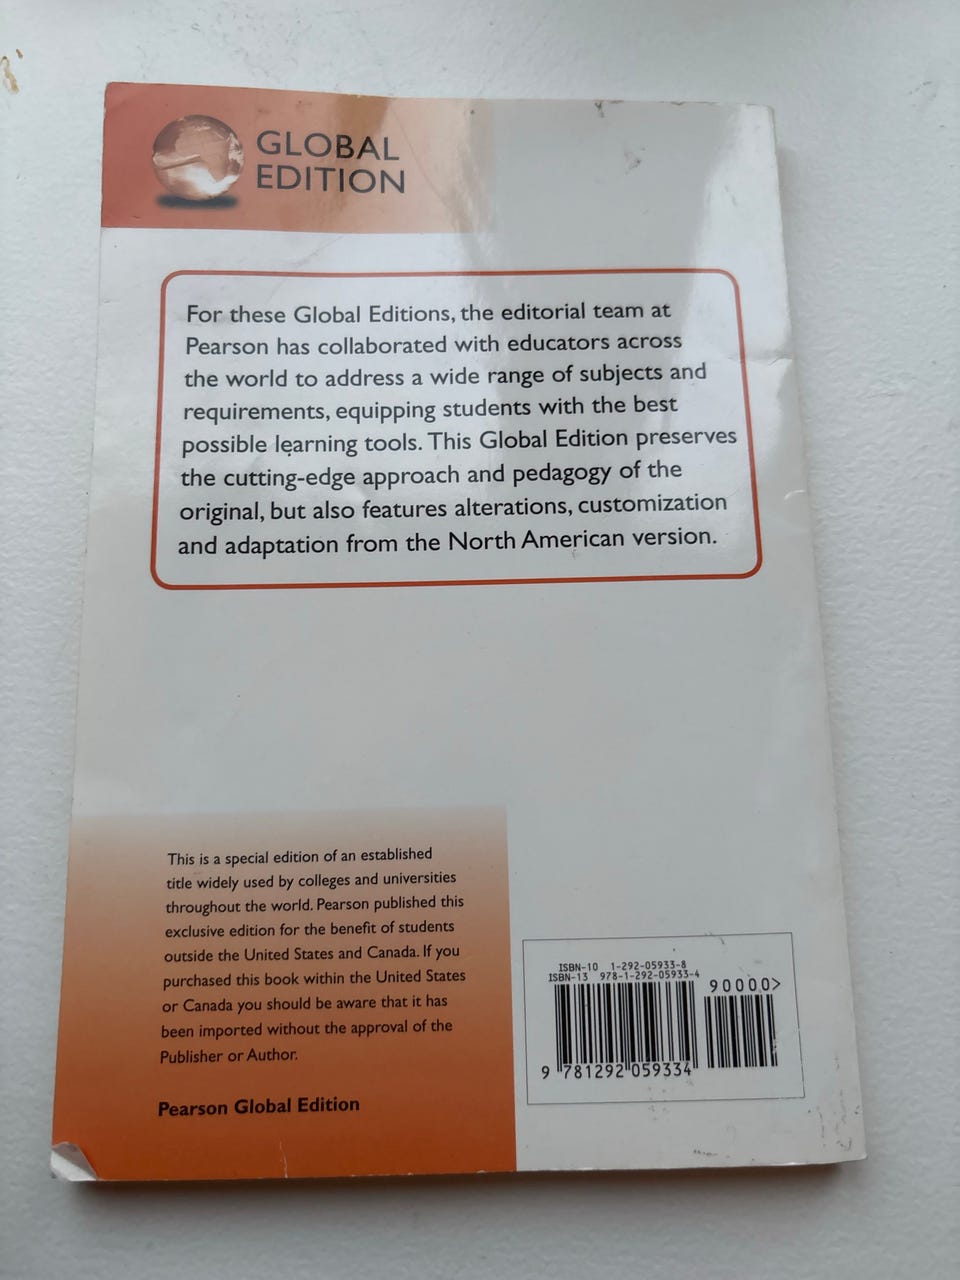 GLOBAL
EDITION
For these Global Editions, the editorial team at
Pearson has collaborated with educators across
the world to address a wide range of subjects and
requirements, equipping students with the best
possible learning tools. This Global Edition preserves
the cutting-edge approach and pedagogy of the
original, but also features alterations, customization
and adaptation from the North American version.
This is a special edition of an established
title widely used by colleges and universities
throughout the world. Pearson published this
exclusive edition for the benefit of students
outside the United States and Canada. If you
purchased this book within the United States
or Canada you should be aware that it has
been imported without the approval of the
Publisher or Author.
Pearson Global Edition
ISBN-10 1-292-05933-8
ISBN-13 978-1-292-05933-4
90000>
9 781292 059334